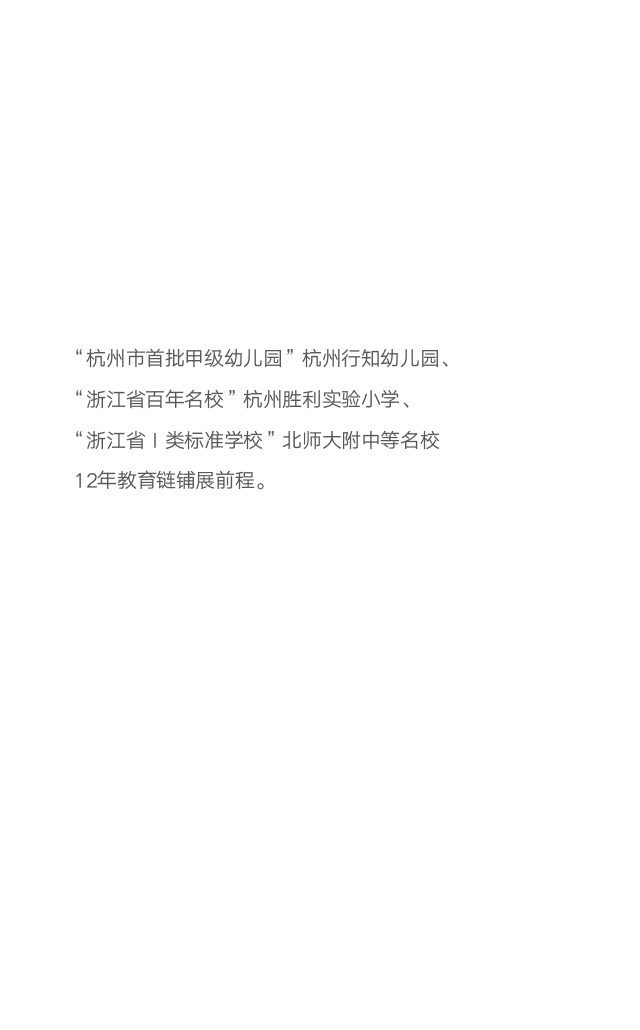 “杭州市首批甲级幼儿园”杭州行知幼儿园、
“浙江省百年名校”杭州胜利实验小学、
“浙江省Ⅰ类标准学校”北师大附中等名校
12年教育链铺展前程。